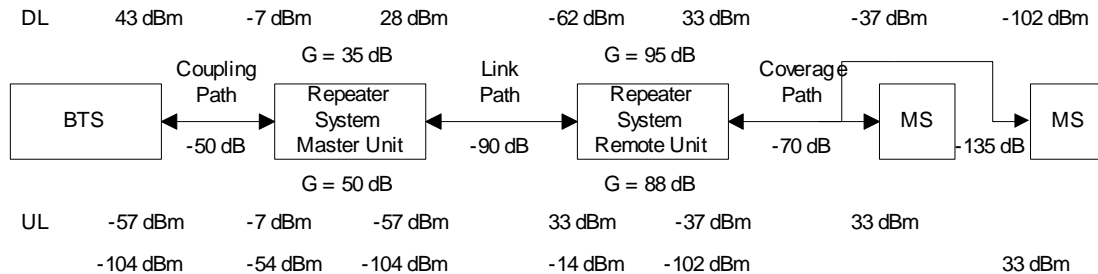 DL 43 dBm -7 dBm 28 dBm -62 dBm 33 dBm -37 dBm -102 dBm
G = 35 dB G = 95 dB
Coupling Path
Link Path
Coverage Path
BTS
Repeater System Master Unit
Repeater System Remote Unit
MS
MS
-50 dB -90 dB -70 dB -135 dB
G = 50 dB G = 88 dB
UL -57 dBm -7 dBm -57 dBm 33 dBm -37 dBm 33 dBm
-104 dBm -54 dBm -104 dBm -14 dBm -102 dBm 33 dBm